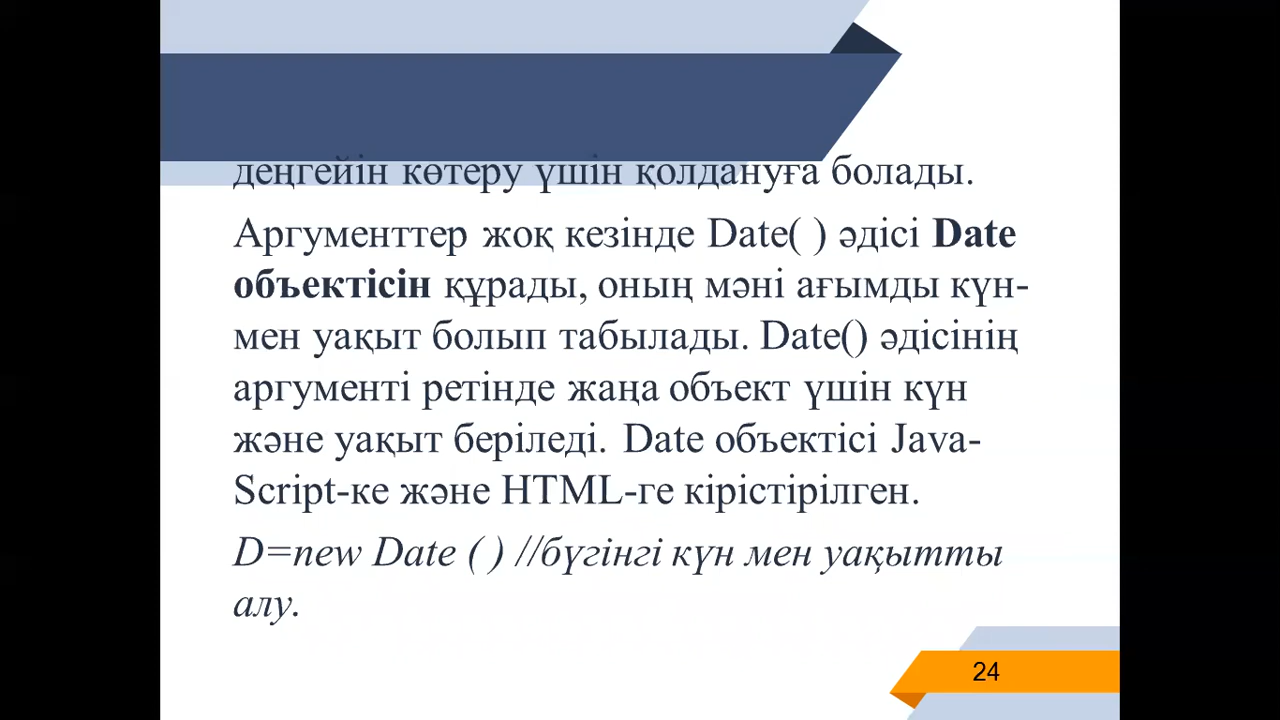 деңгейін көтеру үшін қолдануға болады.
Аргументтер жоқ кезінде Date( ) әдісі Date
объектісін құрады, оның мәні ағымды күн-
мен уақыт болып табылады. Date() әдісінің
аргументі ретінде жаңа объект үшін күн
және уақыт беріледі. Date объектісі Java-
Script-ке және HTML-ге кірістірілген.
D=new Date ( ) //бүгінгі күн мен уақытты
алу.
24